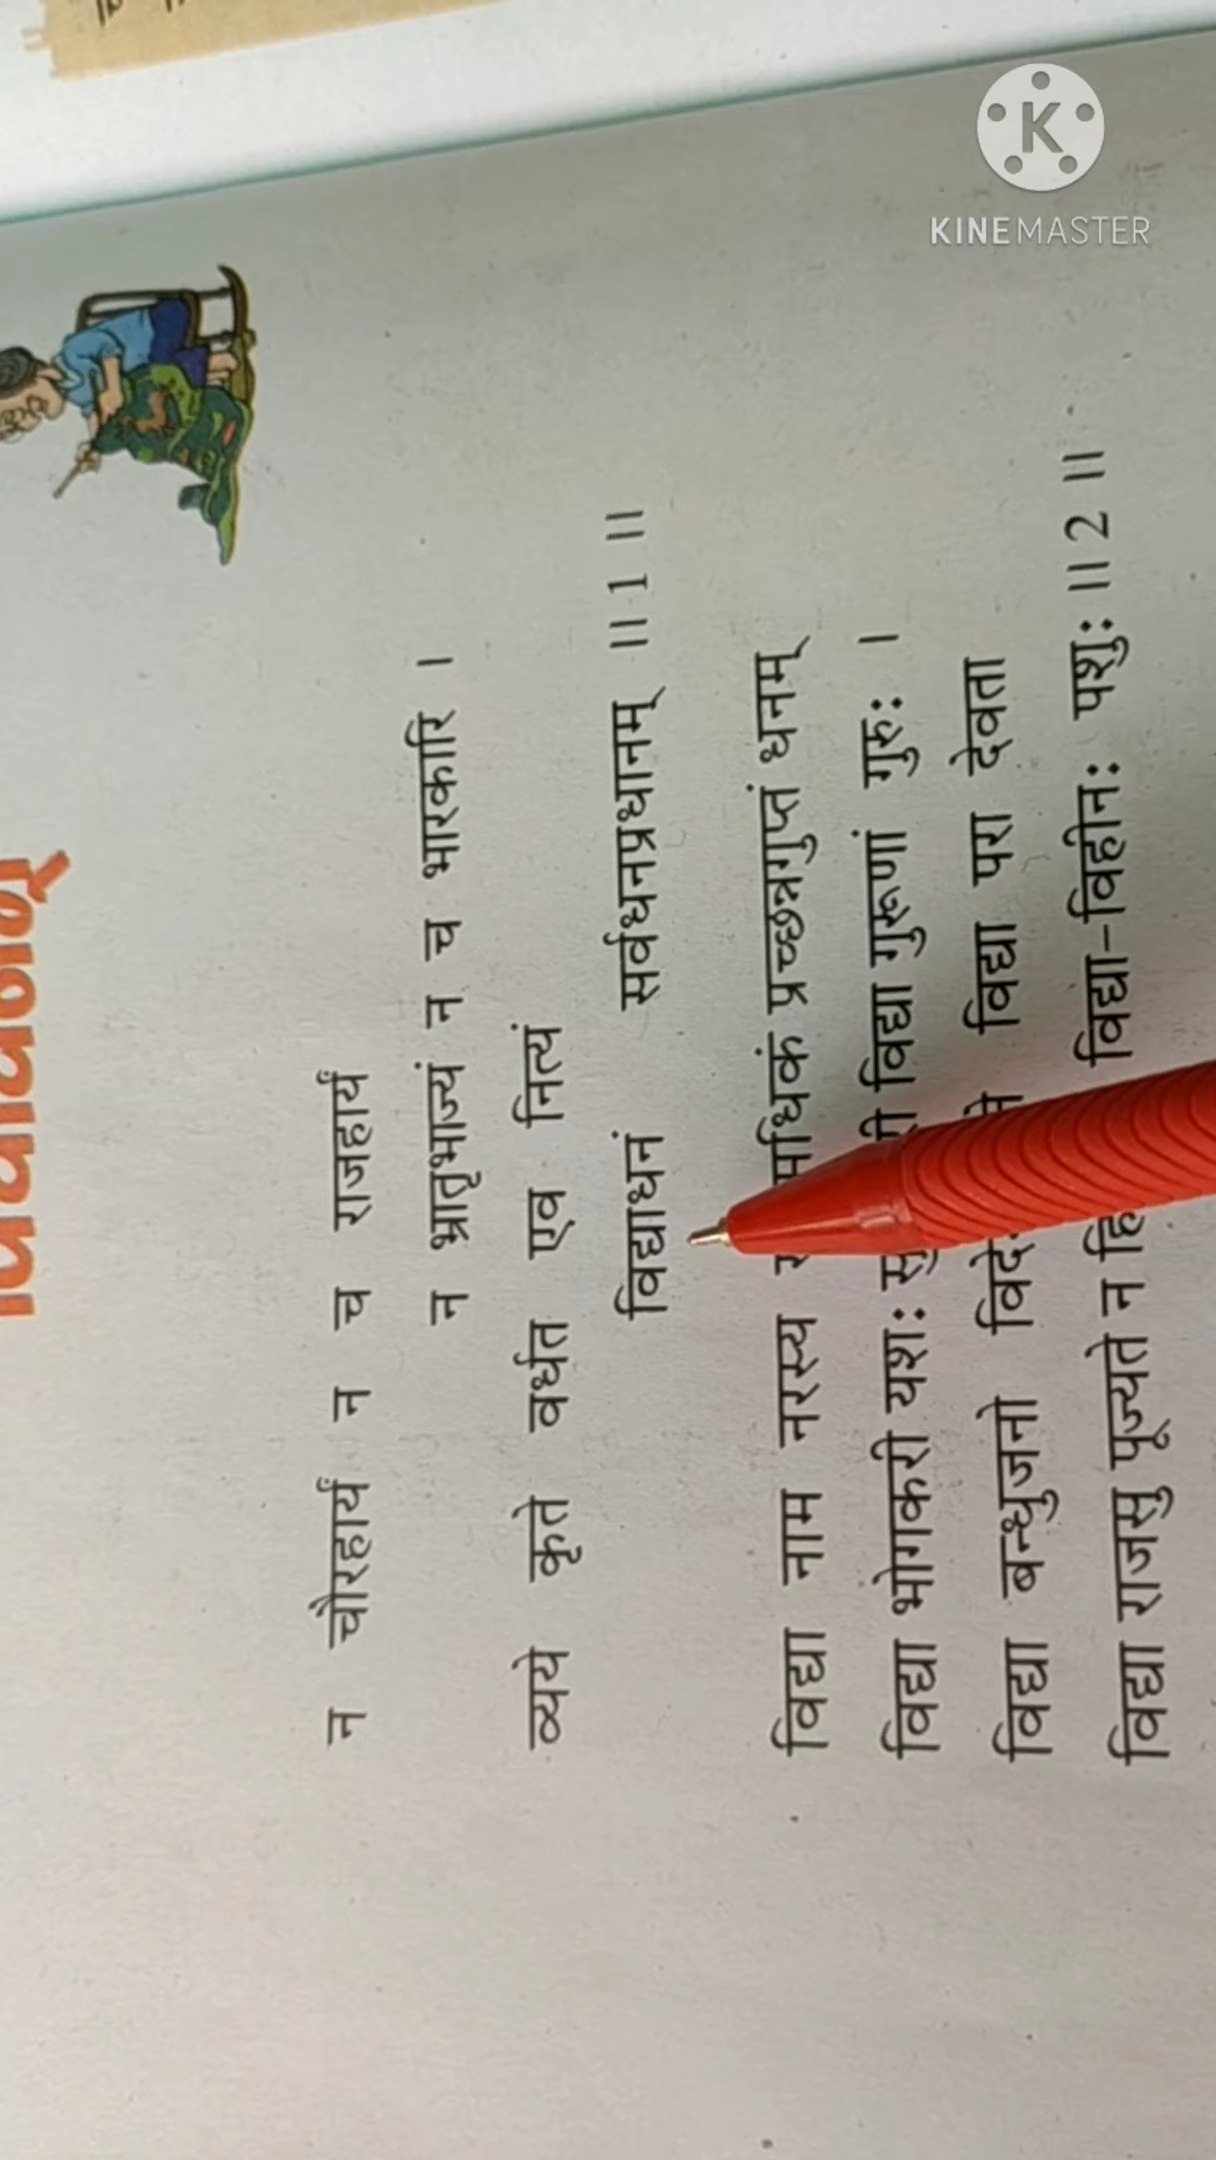 KINEMASTER
न चौरहार्यं न च राजहार्यं
न भ्रातृभाज्यं न च भारकारि ।
व्यये कृते वर्धत एव नित्यं
विद्याधनं सर्वधनप्रधानम् ॥ 1 ॥
विद्या नाम नरस्य प्रच्छन्नगुप्तं धनम्
विद्या भोगकरी यशः विद्या गुरूणां गुरुः ।
विद्या बन्धुजनो विद्या परा देवता
विद्या राजसु पूज्यते न हि विद्या-विहीनः पशुः ॥ 2 ॥